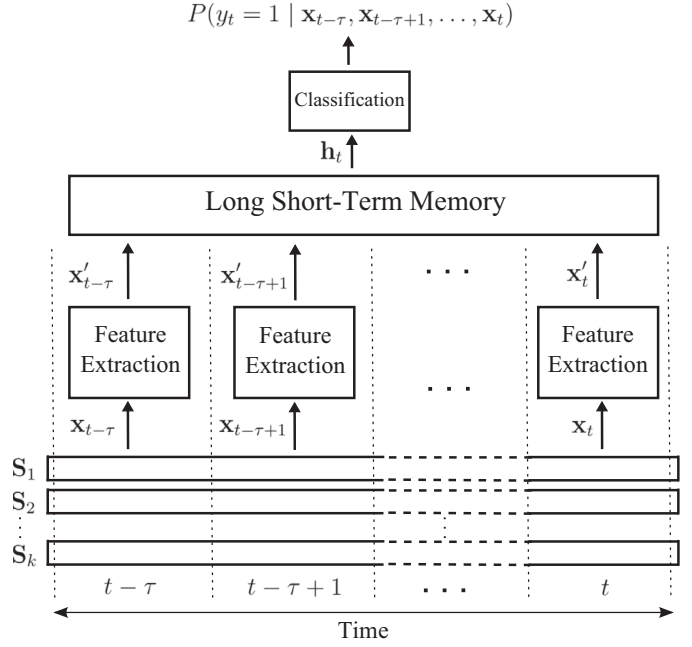 P(y_t = 1 | x_{t−τ}, x_{t−τ+1}, . . . , x_t)
Classification
h_t
Long Short-Term Memory
x′_{t−τ} x′_{t−τ+1} . . . x′_t
Feature Extraction Feature Extraction . . . Feature Extraction
x_{t−τ} x_{t−τ+1} x_t
S_1
S_2
⋮ ⋮
S_k
t − τ t − τ + 1 . . . t
Time